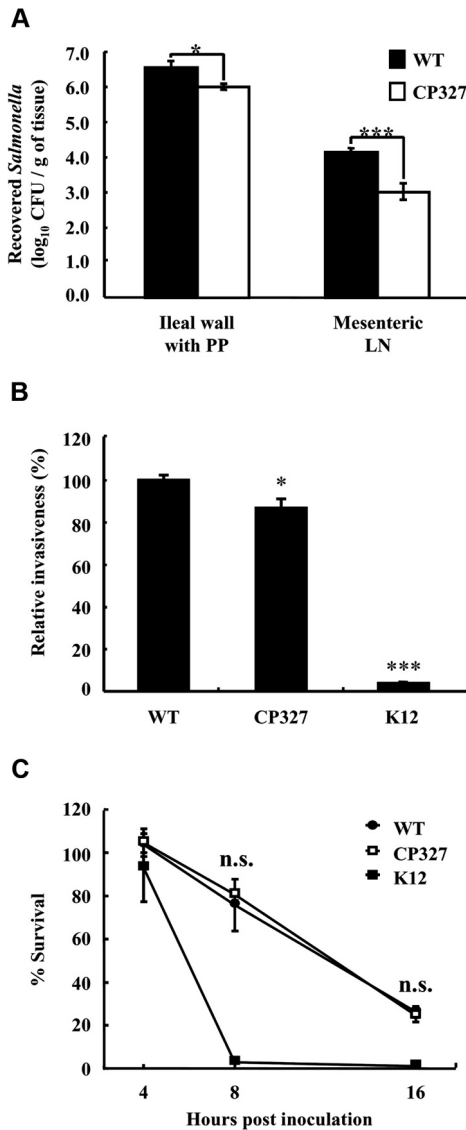 A
Recovered Salmonella
(log10 CFU / g of tissue)
7.0
6.0
5.0
4.0
3.0
2.0
1.0
0.0
*
***
WT
CP327
Ileal wall
with PP
Mesenteric
LN
B
Relative invasiveness (%)
120
100
80
60
40
20
0
*
***
WT
CP327
K12
C
% Survival
120
100
80
60
40
20
0
n.s.
n.s.
WT
CP327
K12
4
8
16
Hours post inoculation